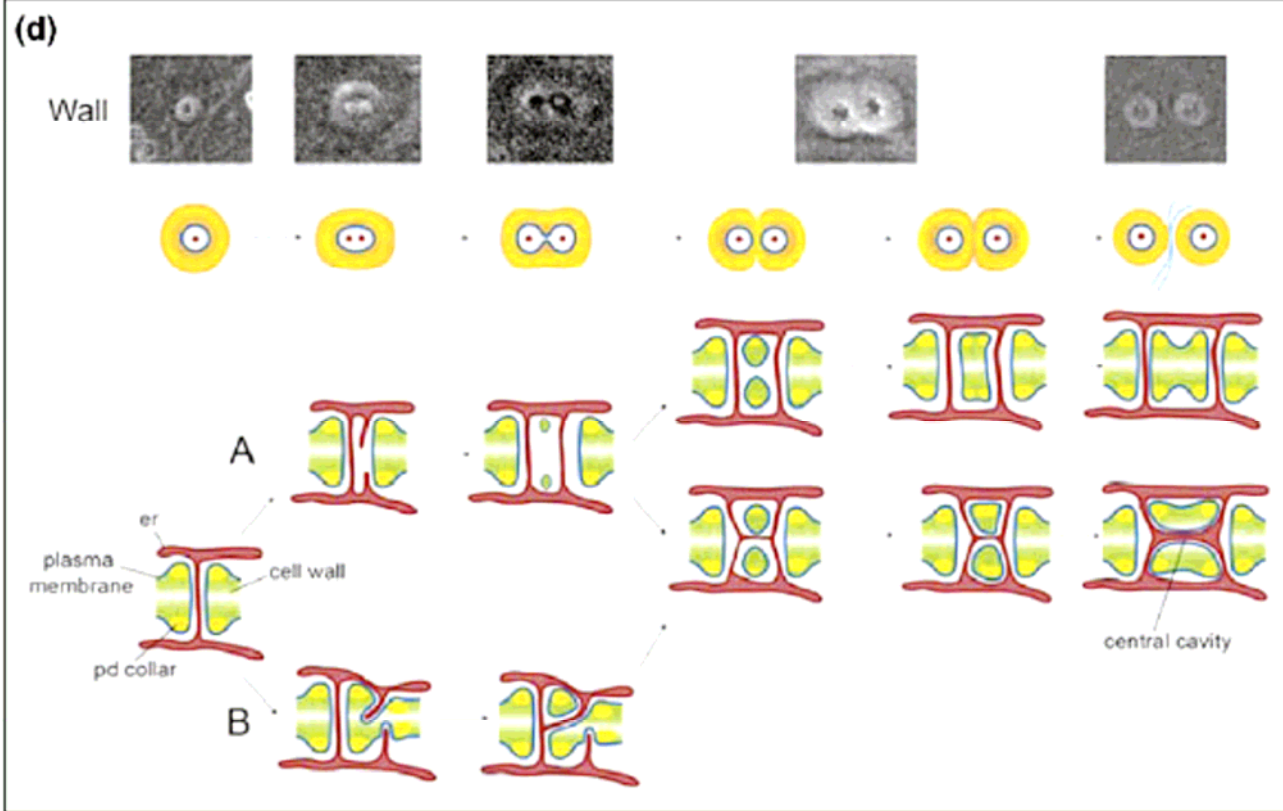 (d)
Wall
A
er
plasma
membrane
cell wall
pd collar
central cavity
B